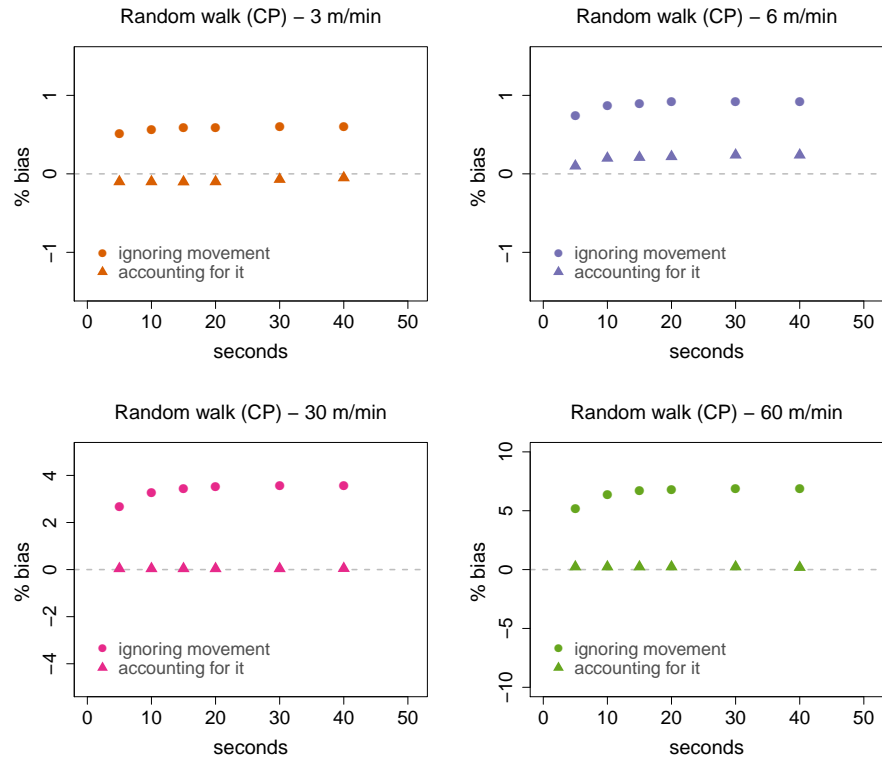 Random walk (CP) − 3 m/min
% bias
1
0
−1
ignoring movement
accounting for it
0 10 20 30 40 50
seconds
Random walk (CP) − 6 m/min
% bias
1
0
−1
ignoring movement
accounting for it
0 10 20 30 40 50
seconds
Random walk (CP) − 30 m/min
% bias
4
2
0
−2
−4
ignoring movement
accounting for it
0 10 20 30 40 50
seconds
Random walk (CP) − 60 m/min
% bias
10
5
0
−5
−10
ignoring movement
accounting for it
0 10 20 30 40 50
seconds